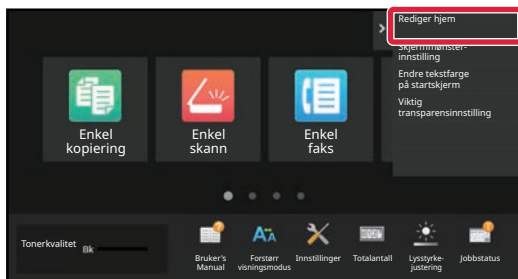 Rediger hjem
Skjermmønster-
innstilling
Endre tekstfarge
på startskjerm
Viktig
transparensinnstilling
Enkel
kopiering
Enkel
skann
Enkel
faks
Tonerkvalitet
Bk
Bruker's
Manual
Forstørr
visningsmodus
Innstillinger
Totalantall
Lysstyrke-
justering
Jobbstatus